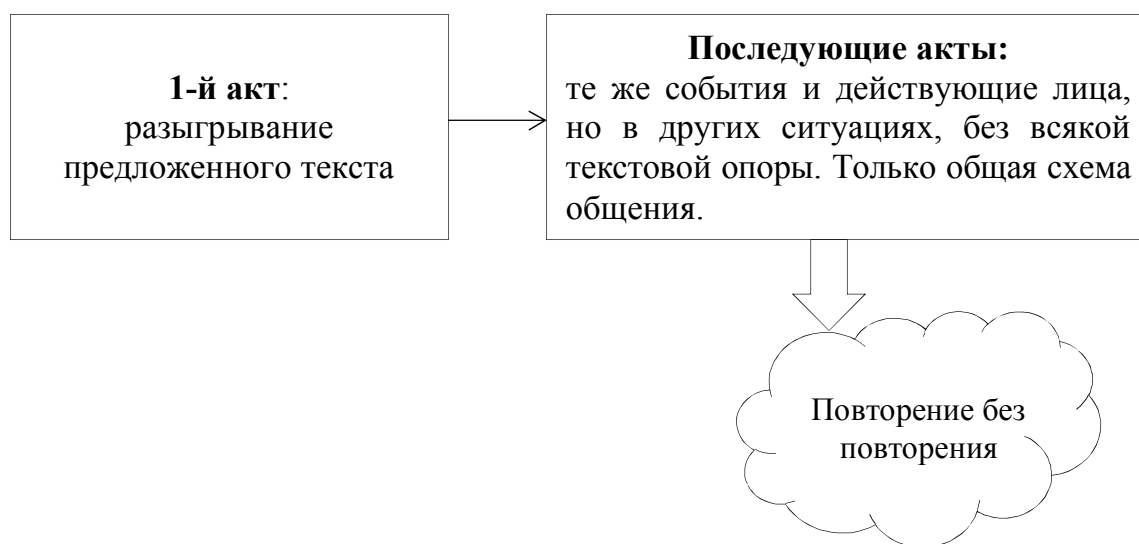 1-й акт:
разыгрывание
предложенного текста
Последующие акты:
те же события и действующие лица,
но в других ситуациях, без всякой
текстовой опоры. Только общая схема
общения.
Повторение без
повторения